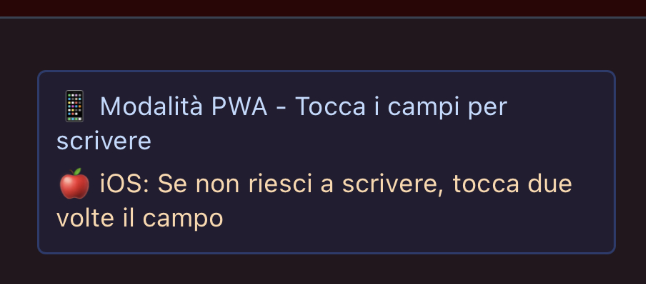 📱 Modalità PWA - Tocca i campi per
scrivere
🍎 iOS: Se non riesci a scrivere, tocca due
volte il campo